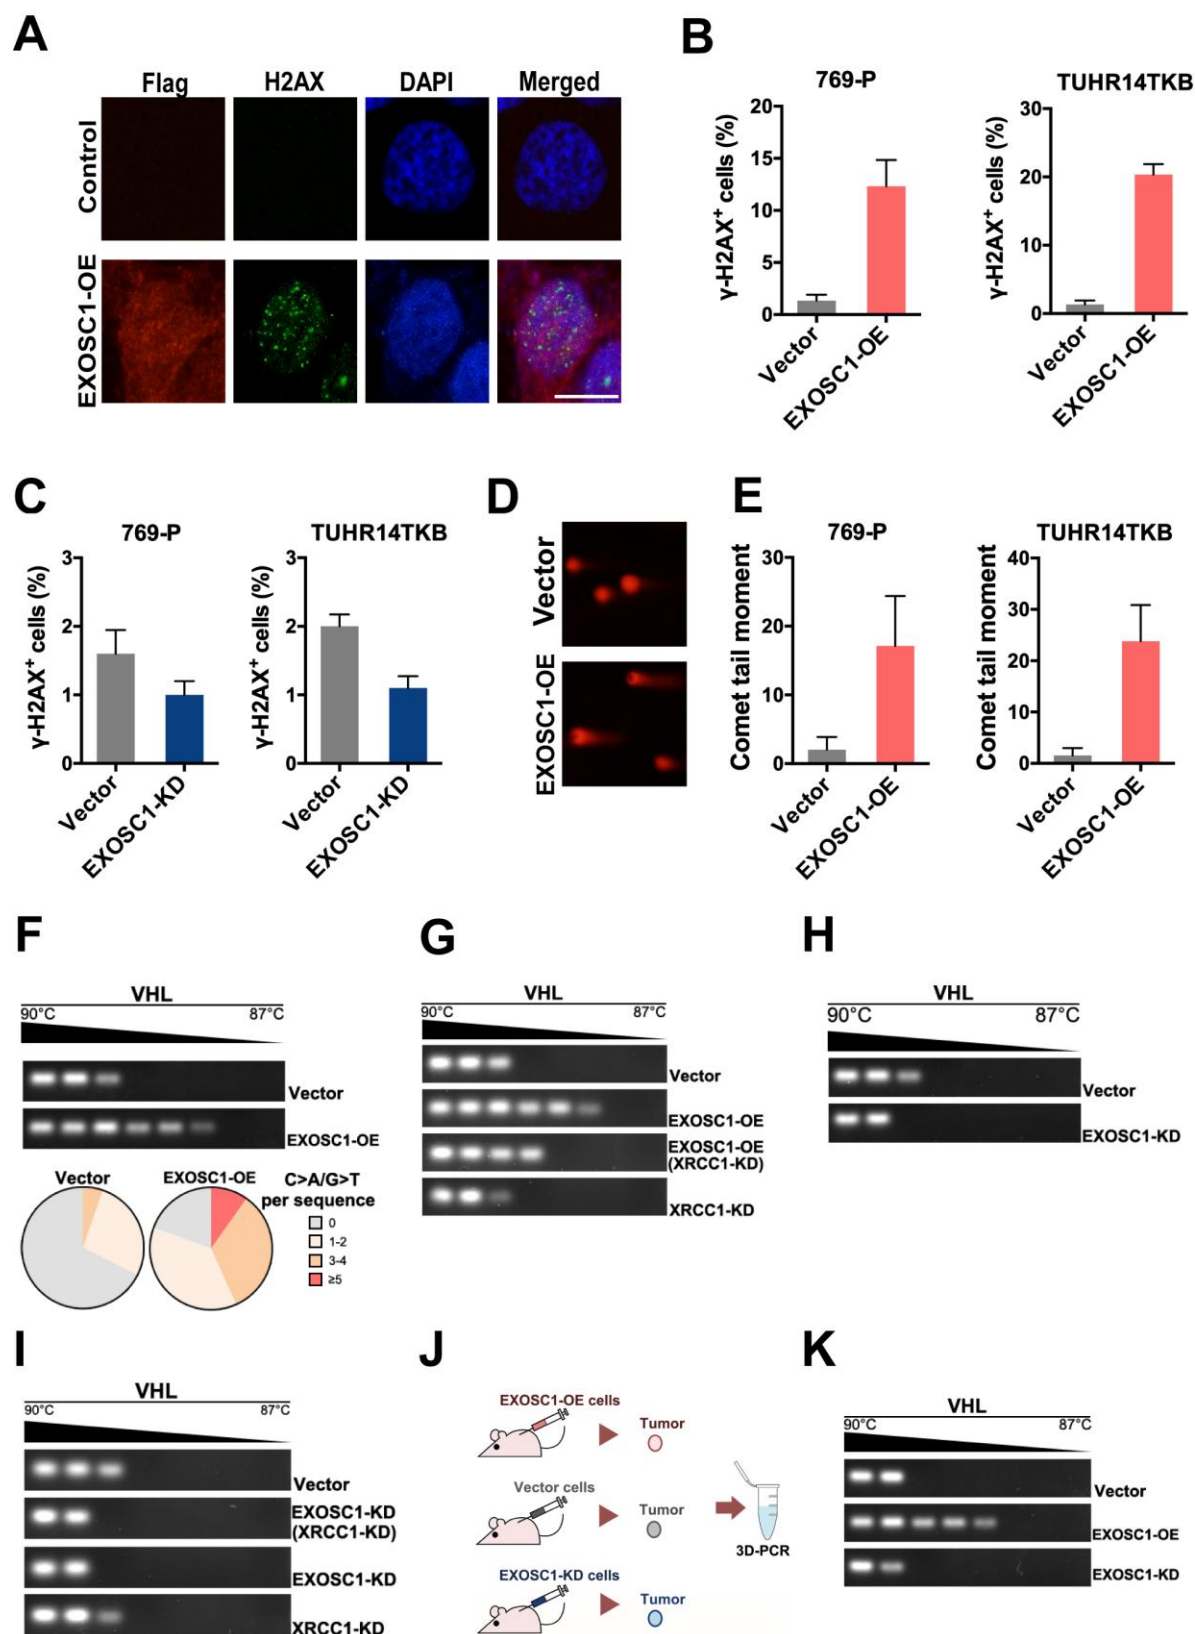 A
Flag H2AX DAPI Merged
Control
EXOSC1-OE
B
769-P
γ-H2AX⁺ cells (%)
20
15
10
5
0
Vector
EXOSC1-OE
TUHR14TKB
γ-H2AX⁺ cells (%)
30
20
10
0
Vector
EXOSC1-OE
C
769-P
γ-H2AX⁺ cells (%)
3
2
1
0
Vector
EXOSC1-KD
TUHR14TKB
γ-H2AX⁺ cells (%)
3
2
1
0
Vector
EXOSC1-KD
D
Vector
EXOSC1-OE
E
769-P
Comet tail moment
30
20
10
0
Vector
EXOSC1-OE
TUHR14TKB
Comet tail moment
40
30
20
10
0
Vector
EXOSC1-OE
F
VHL
90°C 87°C
Vector
EXOSC1-OE
Vector
EXOSC1-OE
C>A/G>T
per sequence
0
1-2
3-4
≥5
G
VHL
90°C 87°C
Vector
EXOSC1-OE
EXOSC1-OE
(XRCC1-KD)
XRCC1-KD
H
VHL
90°C 87°C
Vector
EXOSC1-KD
I
VHL
90°C 87°C
Vector
EXOSC1-KD
(XRCC1-KD)
EXOSC1-KD
XRCC1-KD
J
EXOSC1-OE cells
Tumor
Vector cells
Tumor
EXOSC1-KD cells
Tumor
3D-PCR
K
VHL
90°C 87°C
Vector
EXOSC1-OE
EXOSC1-KD